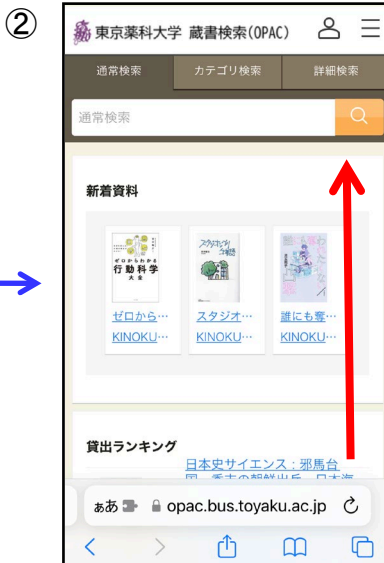 ②
東京薬科大学 蔵書検索(OPAC)
通常検索 カテゴリ検索 詳細検索
通常検索
新着資料
ゼロからわかる
行動科学
大全
ゼロから…
KINOKU…
スタジオ…
KINOKU…
誰にも奪…
KINOKU…
貸出ランキング
日本史サイエンス:邪馬台
ぁあ opac.bus.toyaku.ac.jp